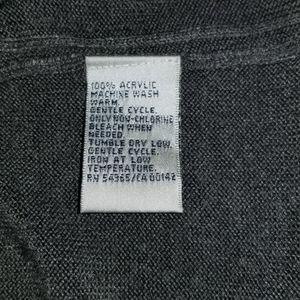 100% ACRYLIC
MACHINE WASH
WARM.
GENTLE CYCLE.
ONLY NON-CHLORINE
BLEACH WHEN
NEEDED.
TUMBLE DRY LOW.
GENTLE CYCLE.
IRON AT LOW
TEMPERATURE.
RN 54365/CA 00142